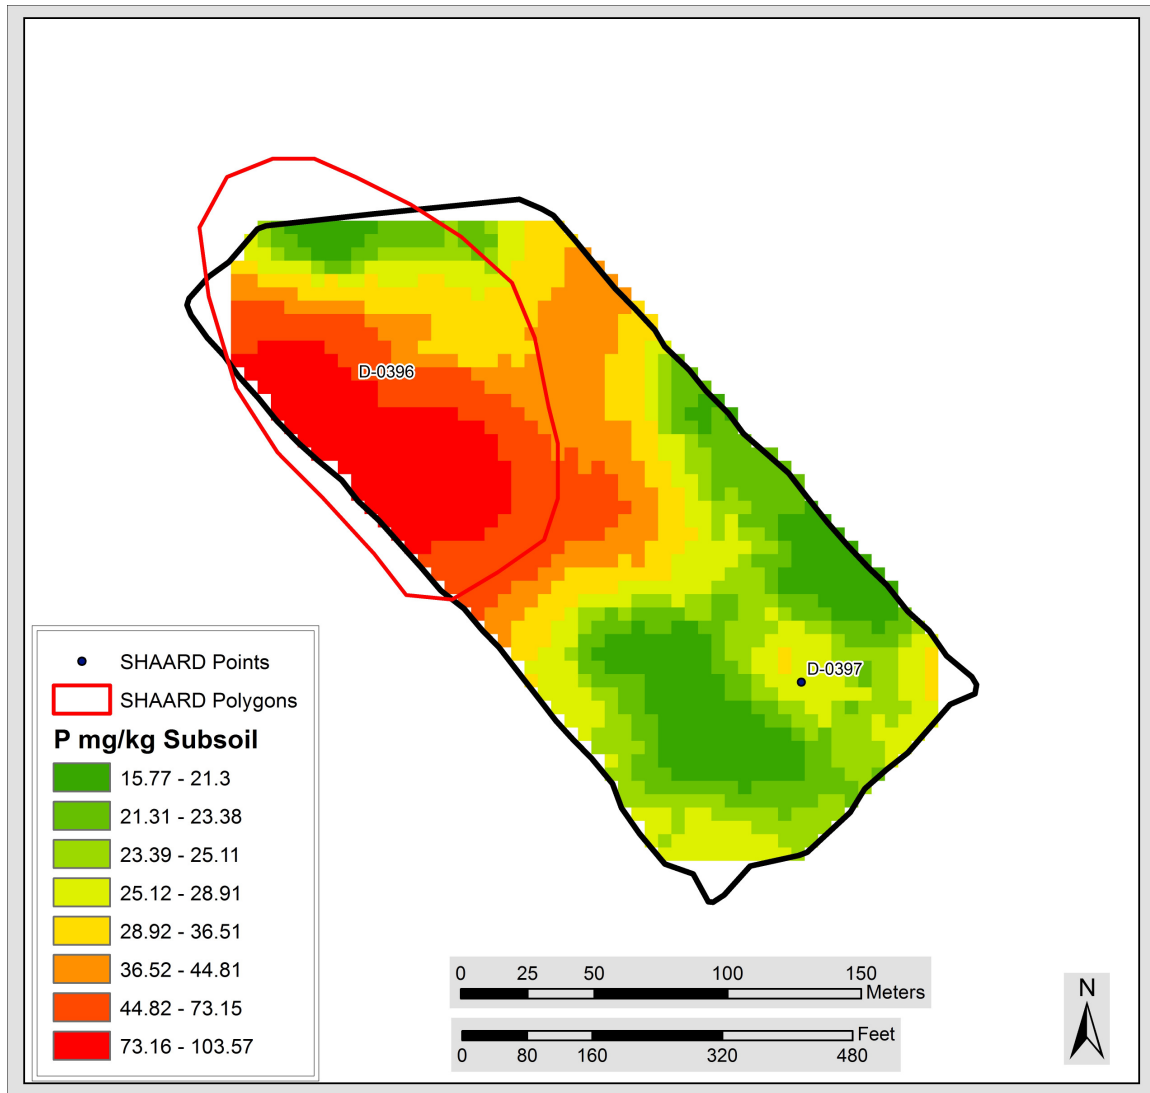 D-0396
D-0397
SHAARD Points
SHAARD Polygons
P mg/kg Subsoil
15.77 - 21.3
21.31 - 23.38
23.39 - 25.11
25.12 - 28.91
28.92 - 36.51
36.52 - 44.81
44.82 - 73.15
73.16 - 103.57
0 25 50 100 150
Meters
Feet
0 80 160 320 480
N